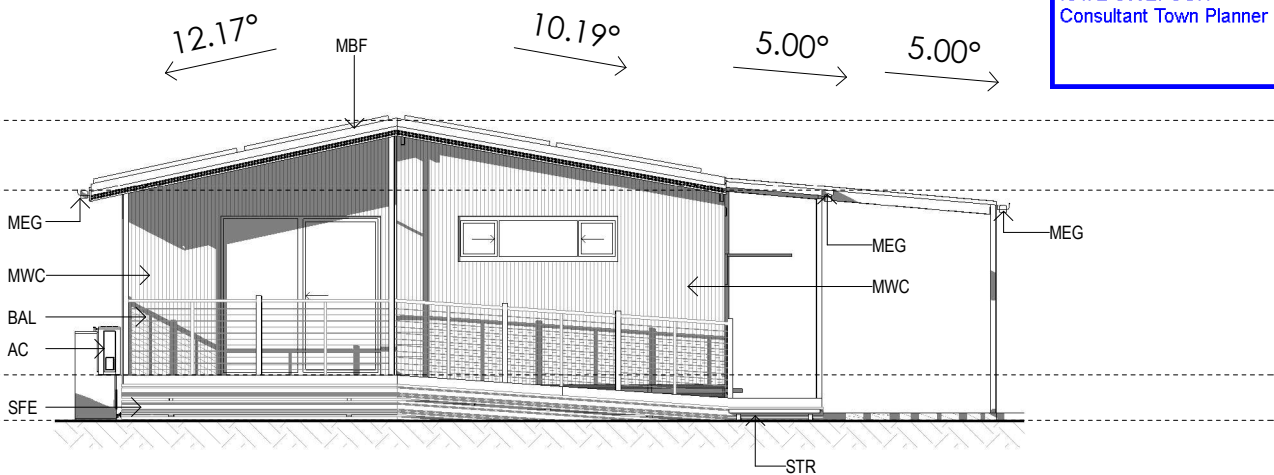 Consultant Town Planner
12.17°
10.19°
5.00°
5.00°
MBF
MEG
MEG
MEG
MWC
MWC
BAL
AC
SFE
STR